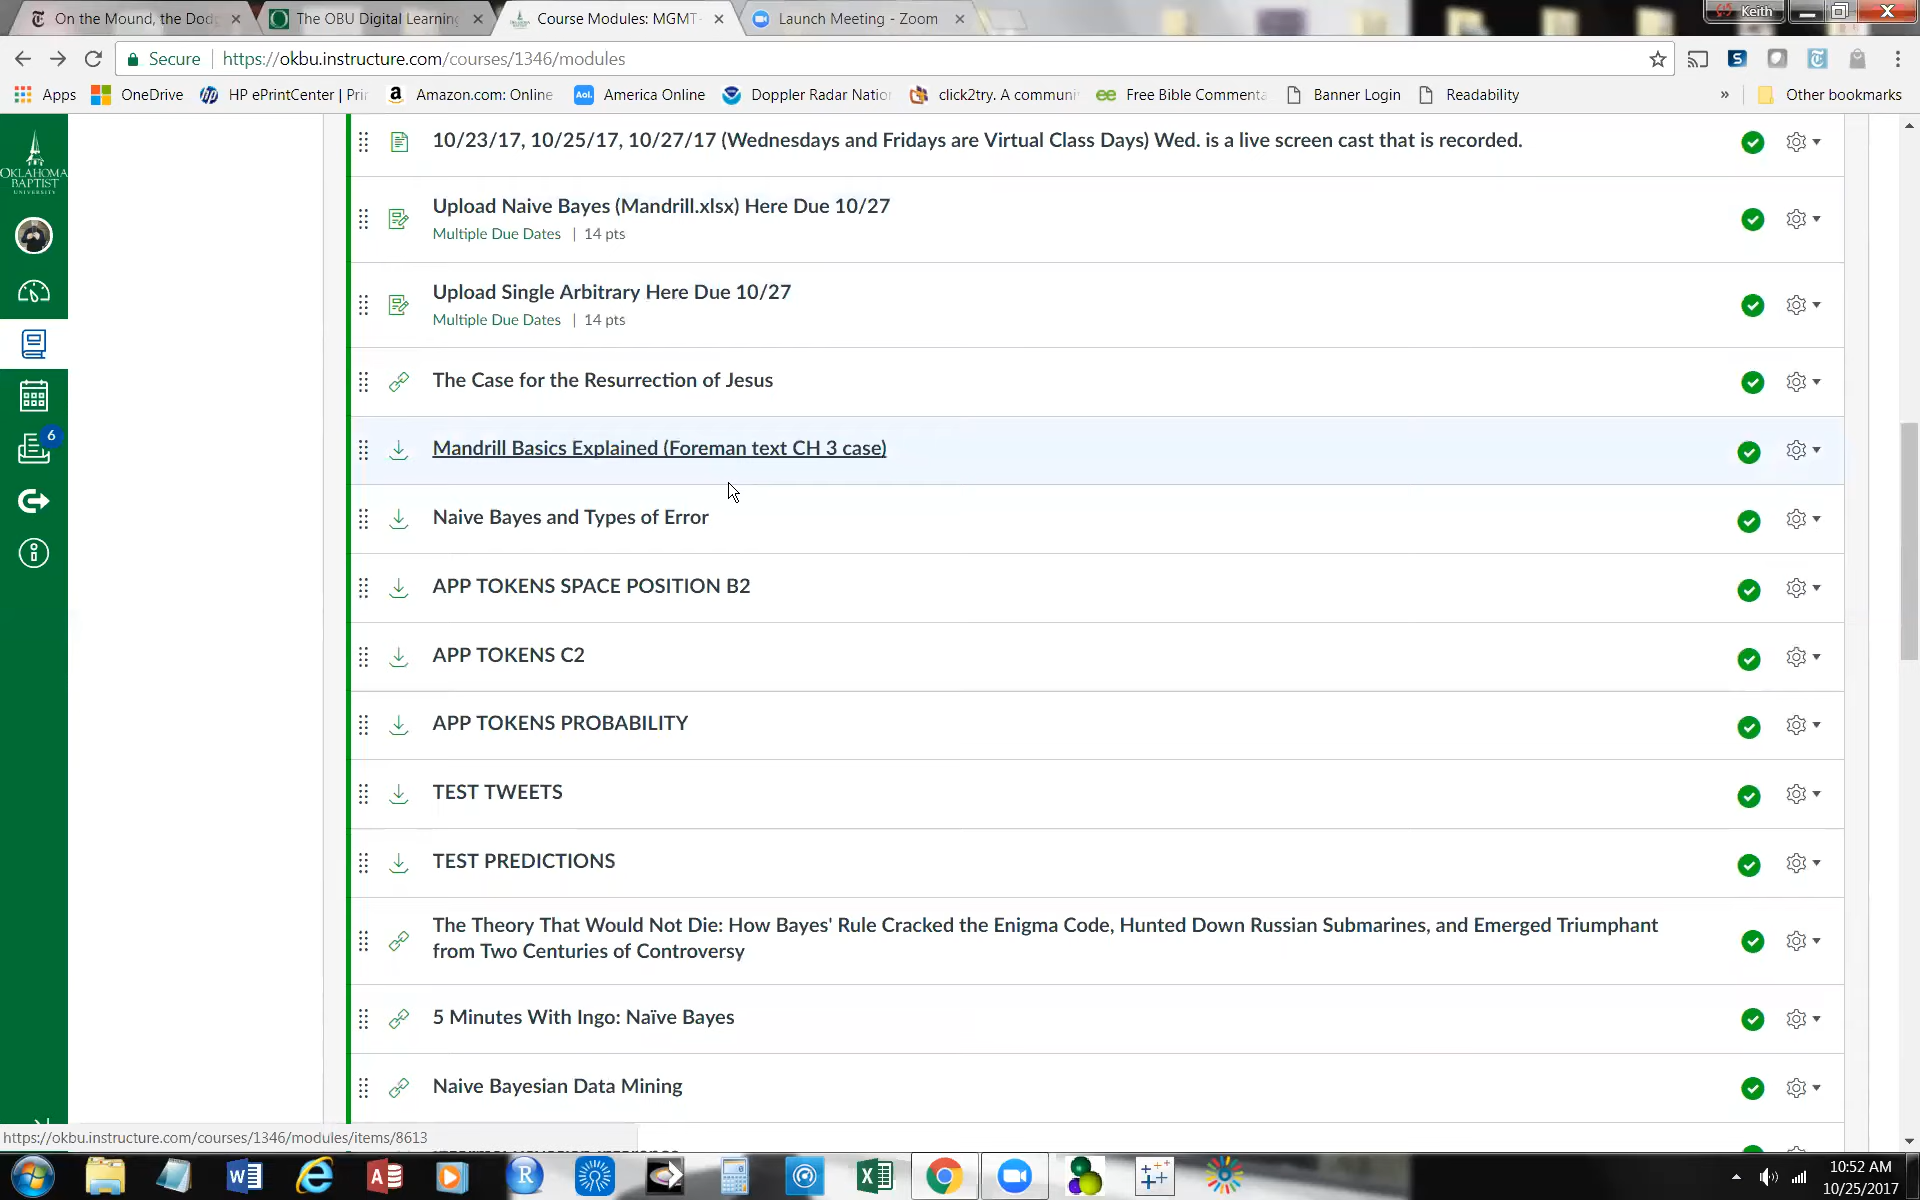 On the Mound, the Dod
The OBU Digital Learning
Course Modules: MGMT-
Launch Meeting - Zoom
Keith
Secure
https://okbu.instructure.com/courses/1346/modules
Apps
OneDrive
HP ePrintCenter | Pri
Amazon.com: Online
America Online
Doppler Radar Natio
click2try. A communi
Free Bible Commenta
Banner Login
Readability
»
Other bookmarks
OKLAHOMA
BAPTIST
UNIVERSITY
6
10/23/17, 10/25/17, 10/27/17 (Wednesdays and Fridays are Virtual Class Days) Wed. is a live screen cast that is recorded.
Upload Naive Bayes (Mandrill.xlsx) Here Due 10/27
Multiple Due Dates | 14 pts
Upload Single Arbitrary Here Due 10/27
Multiple Due Dates | 14 pts
The Case for the Resurrection of Jesus
Mandrill Basics Explained (Foreman text CH 3 case)
Naive Bayes and Types of Error
APP TOKENS SPACE POSITION B2
APP TOKENS C2
APP TOKENS PROBABILITY
TEST TWEETS
TEST PREDICTIONS
The Theory That Would Not Die: How Bayes' Rule Cracked the Enigma Code, Hunted Down Russian Submarines, and Emerged Triumphant
from Two Centuries of Controversy
5 Minutes With Ingo: Naïve Bayes
Naive Bayesian Data Mining
https://okbu.instructure.com/courses/1346/modules/items/8613
10:52 AM
10/25/2017